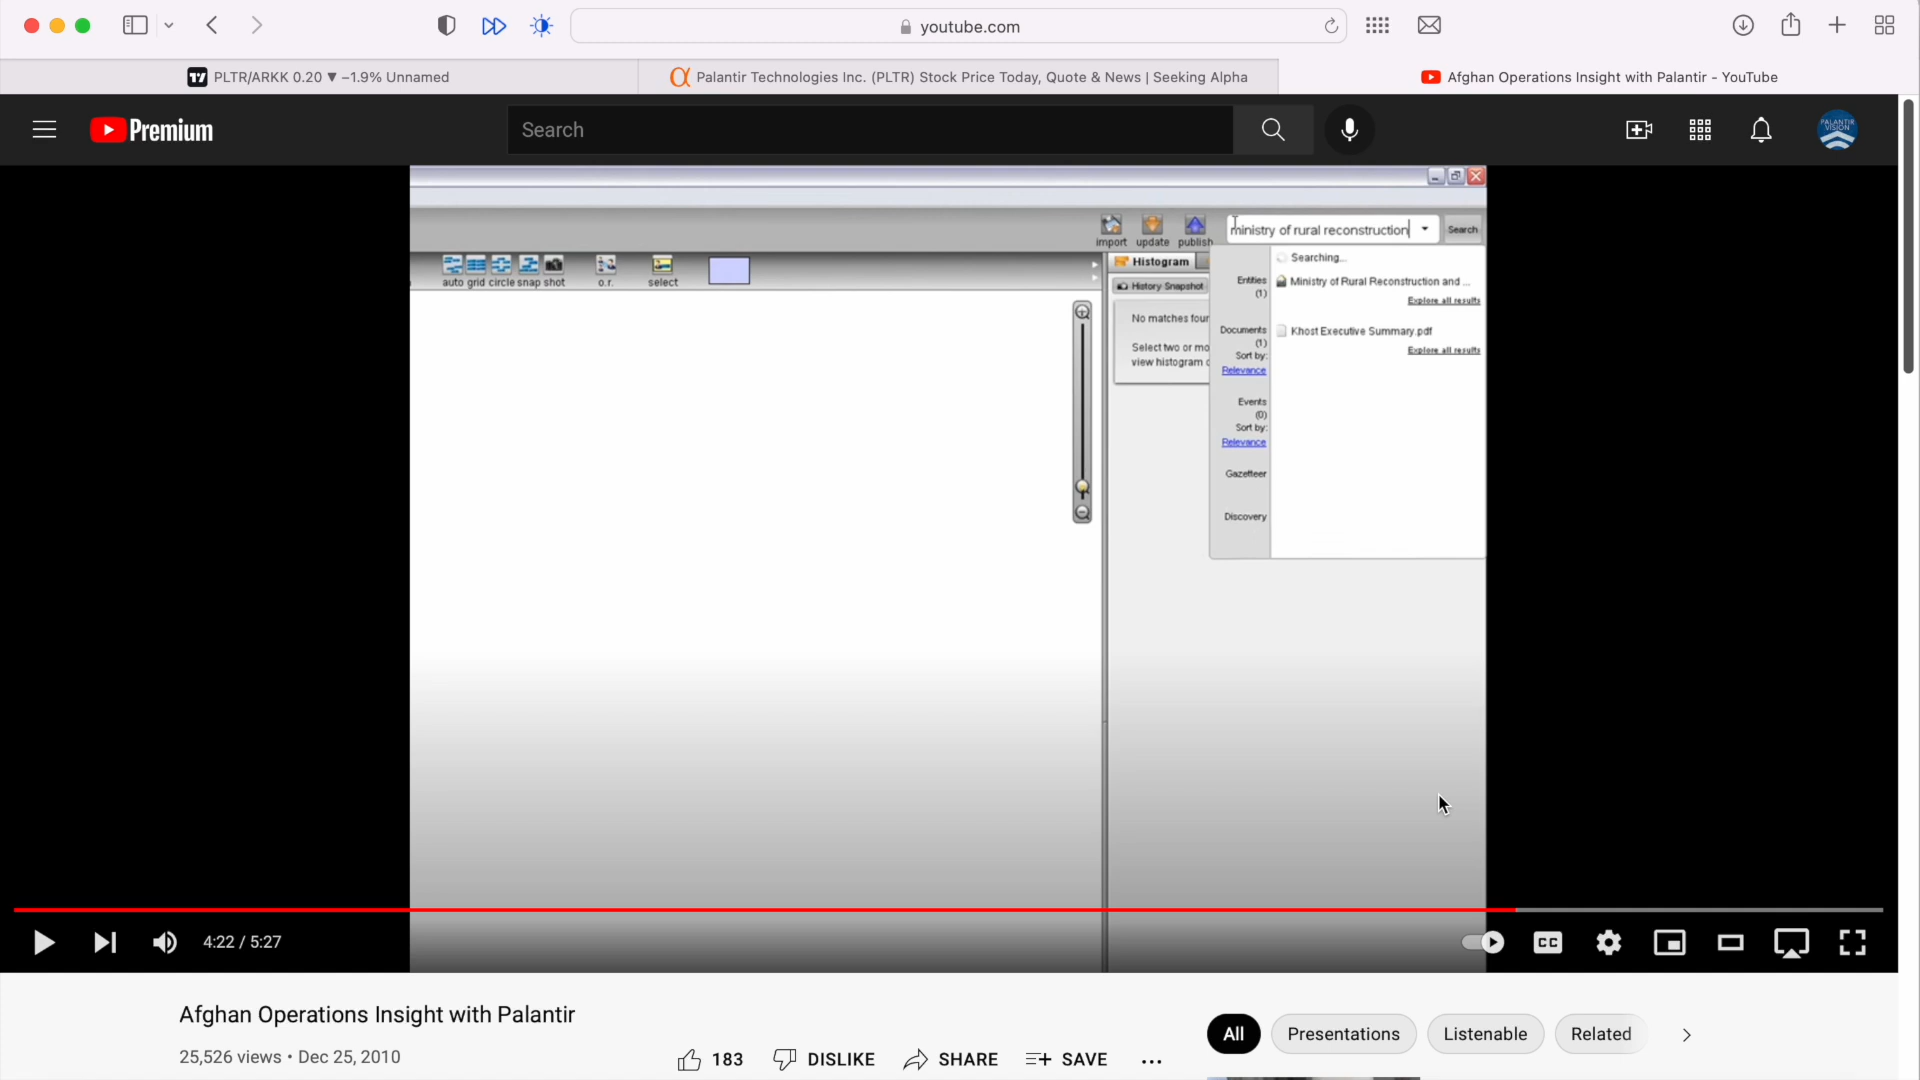 youtube.com
PLTR/ARKK 0.20 ▼ −1.9% Unnamed
Palantir Technologies Inc. (PLTR) Stock Price Today, Quote & News | Seeking Alpha
Afghan Operations Insight with Palantir - YouTube
Premium
Search
PALANTIR
VISION
import update publish
ministry of rural reconstruction
Search
auto grid circle snap shot o.r. select
Histogram
History Snapshot
No matches four
Select two or mo
view histogram
Searching...
Entities
(1)
Ministry of Rural Reconstruction and ...
Explore all results
Documents
(1)
Sort by:
Relevance
Khost Executive Summary.pdf
Explore all results
Events
(0)
Sort by:
Relevance
Gazetteer
Discovery
4:22 / 5:27
CC
Afghan Operations Insight with Palantir
25,526 views • Dec 25, 2010
183 DISLIKE SHARE SAVE ...
All Presentations Listenable Related